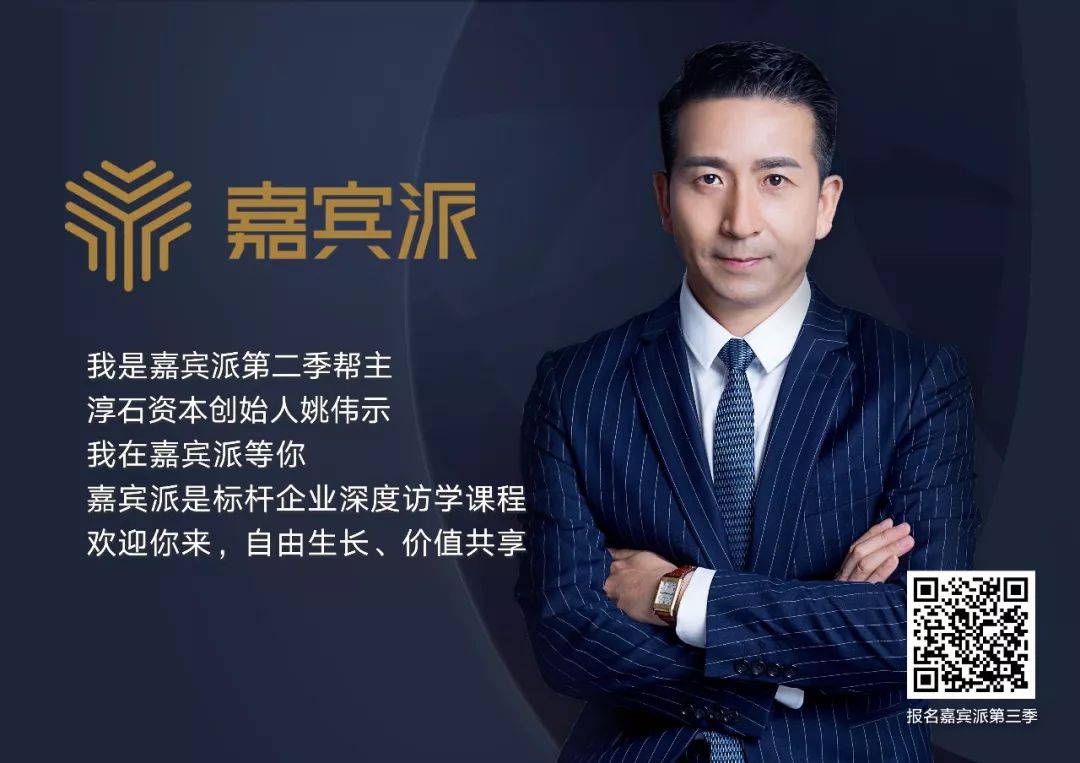 嘉宾派
我是嘉宾派第二季帮主
淳石资本创始人姚伟示
我在嘉宾派等你
嘉宾派是标杆企业深度访学课程
欢迎你来，自由生长、价值共享
报名嘉宾派第三季